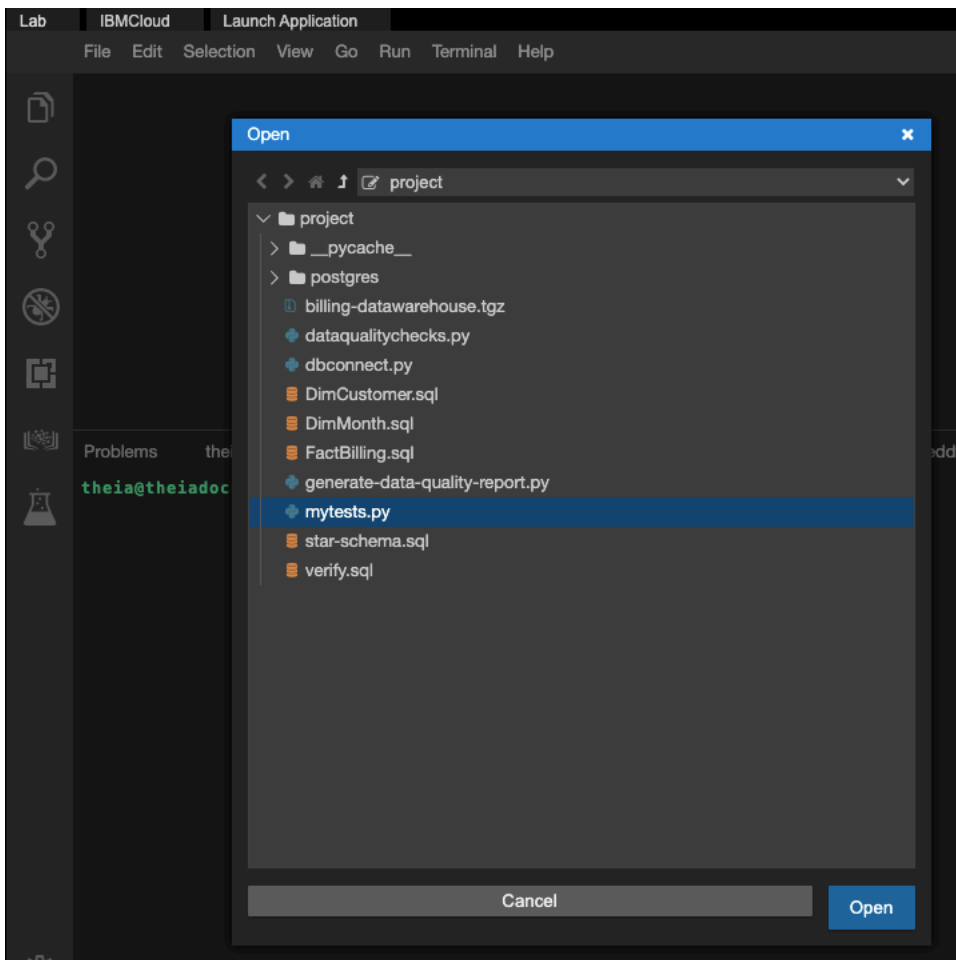 Lab IBMCloud Launch Application
File Edit Selection View Go Run Terminal Help
Open
project
project
__pycache__
postgres
billing-datawarehouse.tgz
dataqualitychecks.py
dbconnect.py
DimCustomer.sql
DimMonth.sql
FactBilling.sql
generate-data-quality-report.py
mytests.py
star-schema.sql
verify.sql
Problems
theia@theiadoc
Cancel Open